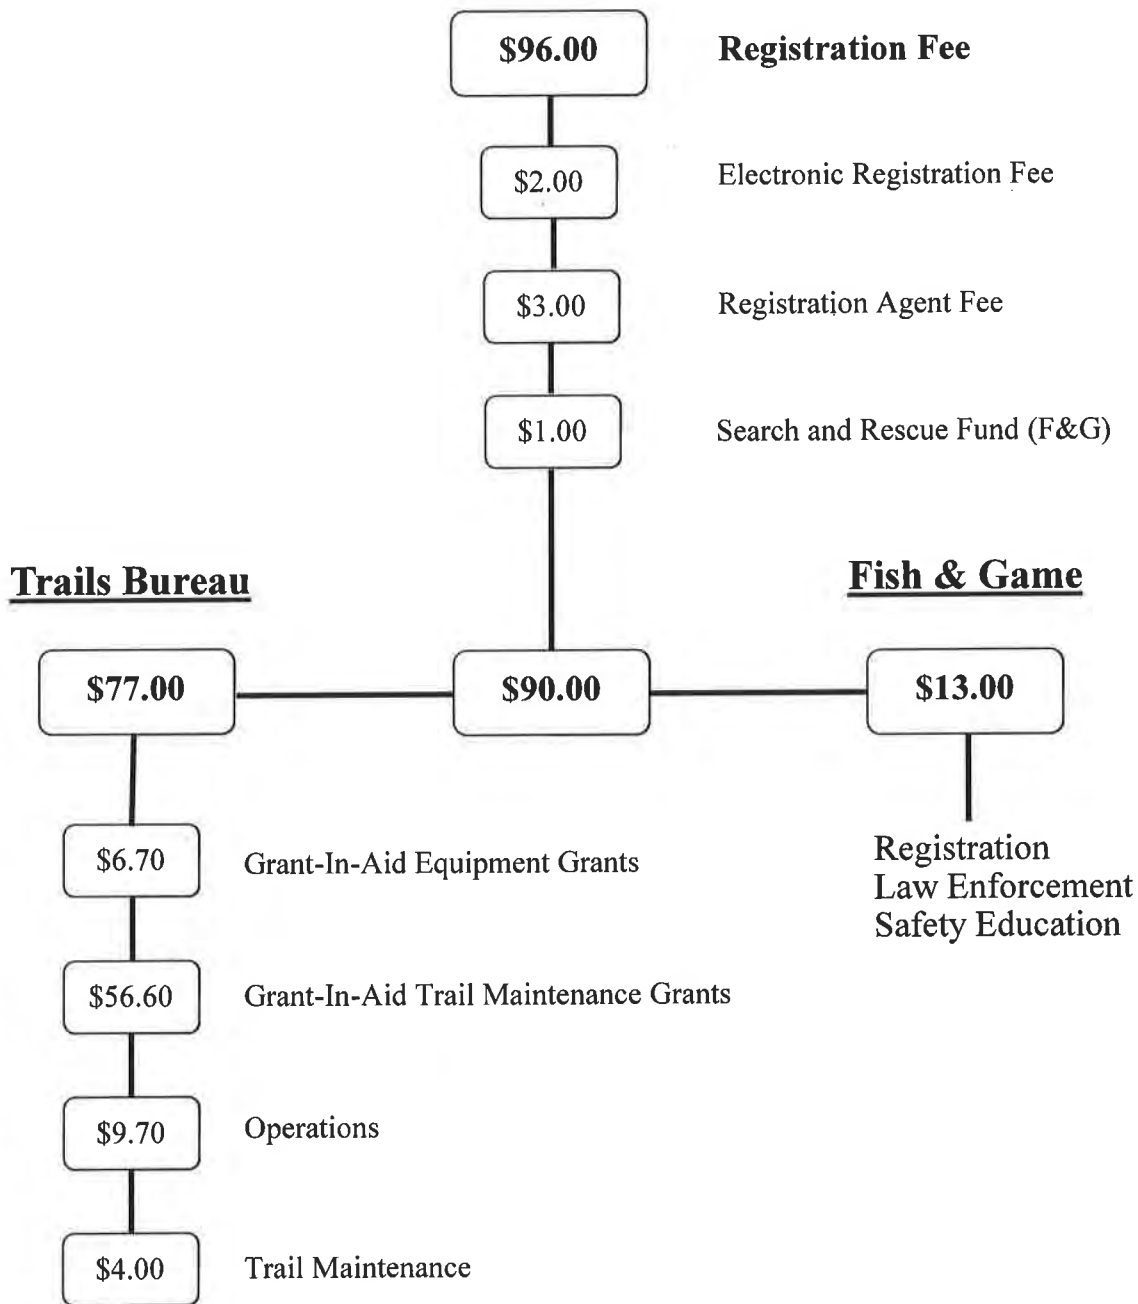 $96.00 Registration Fee
$2.00 Electronic Registration Fee
$3.00 Registration Agent Fee
$1.00 Search and Rescue Fund (F&G)
Trails Bureau
Fish & Game
$77.00 $90.00 $13.00
$6.70 Grant-In-Aid Equipment Grants
Registration
Law Enforcement
Safety Education
$56.60 Grant-In-Aid Trail Maintenance Grants
$9.70 Operations
$4.00 Trail Maintenance